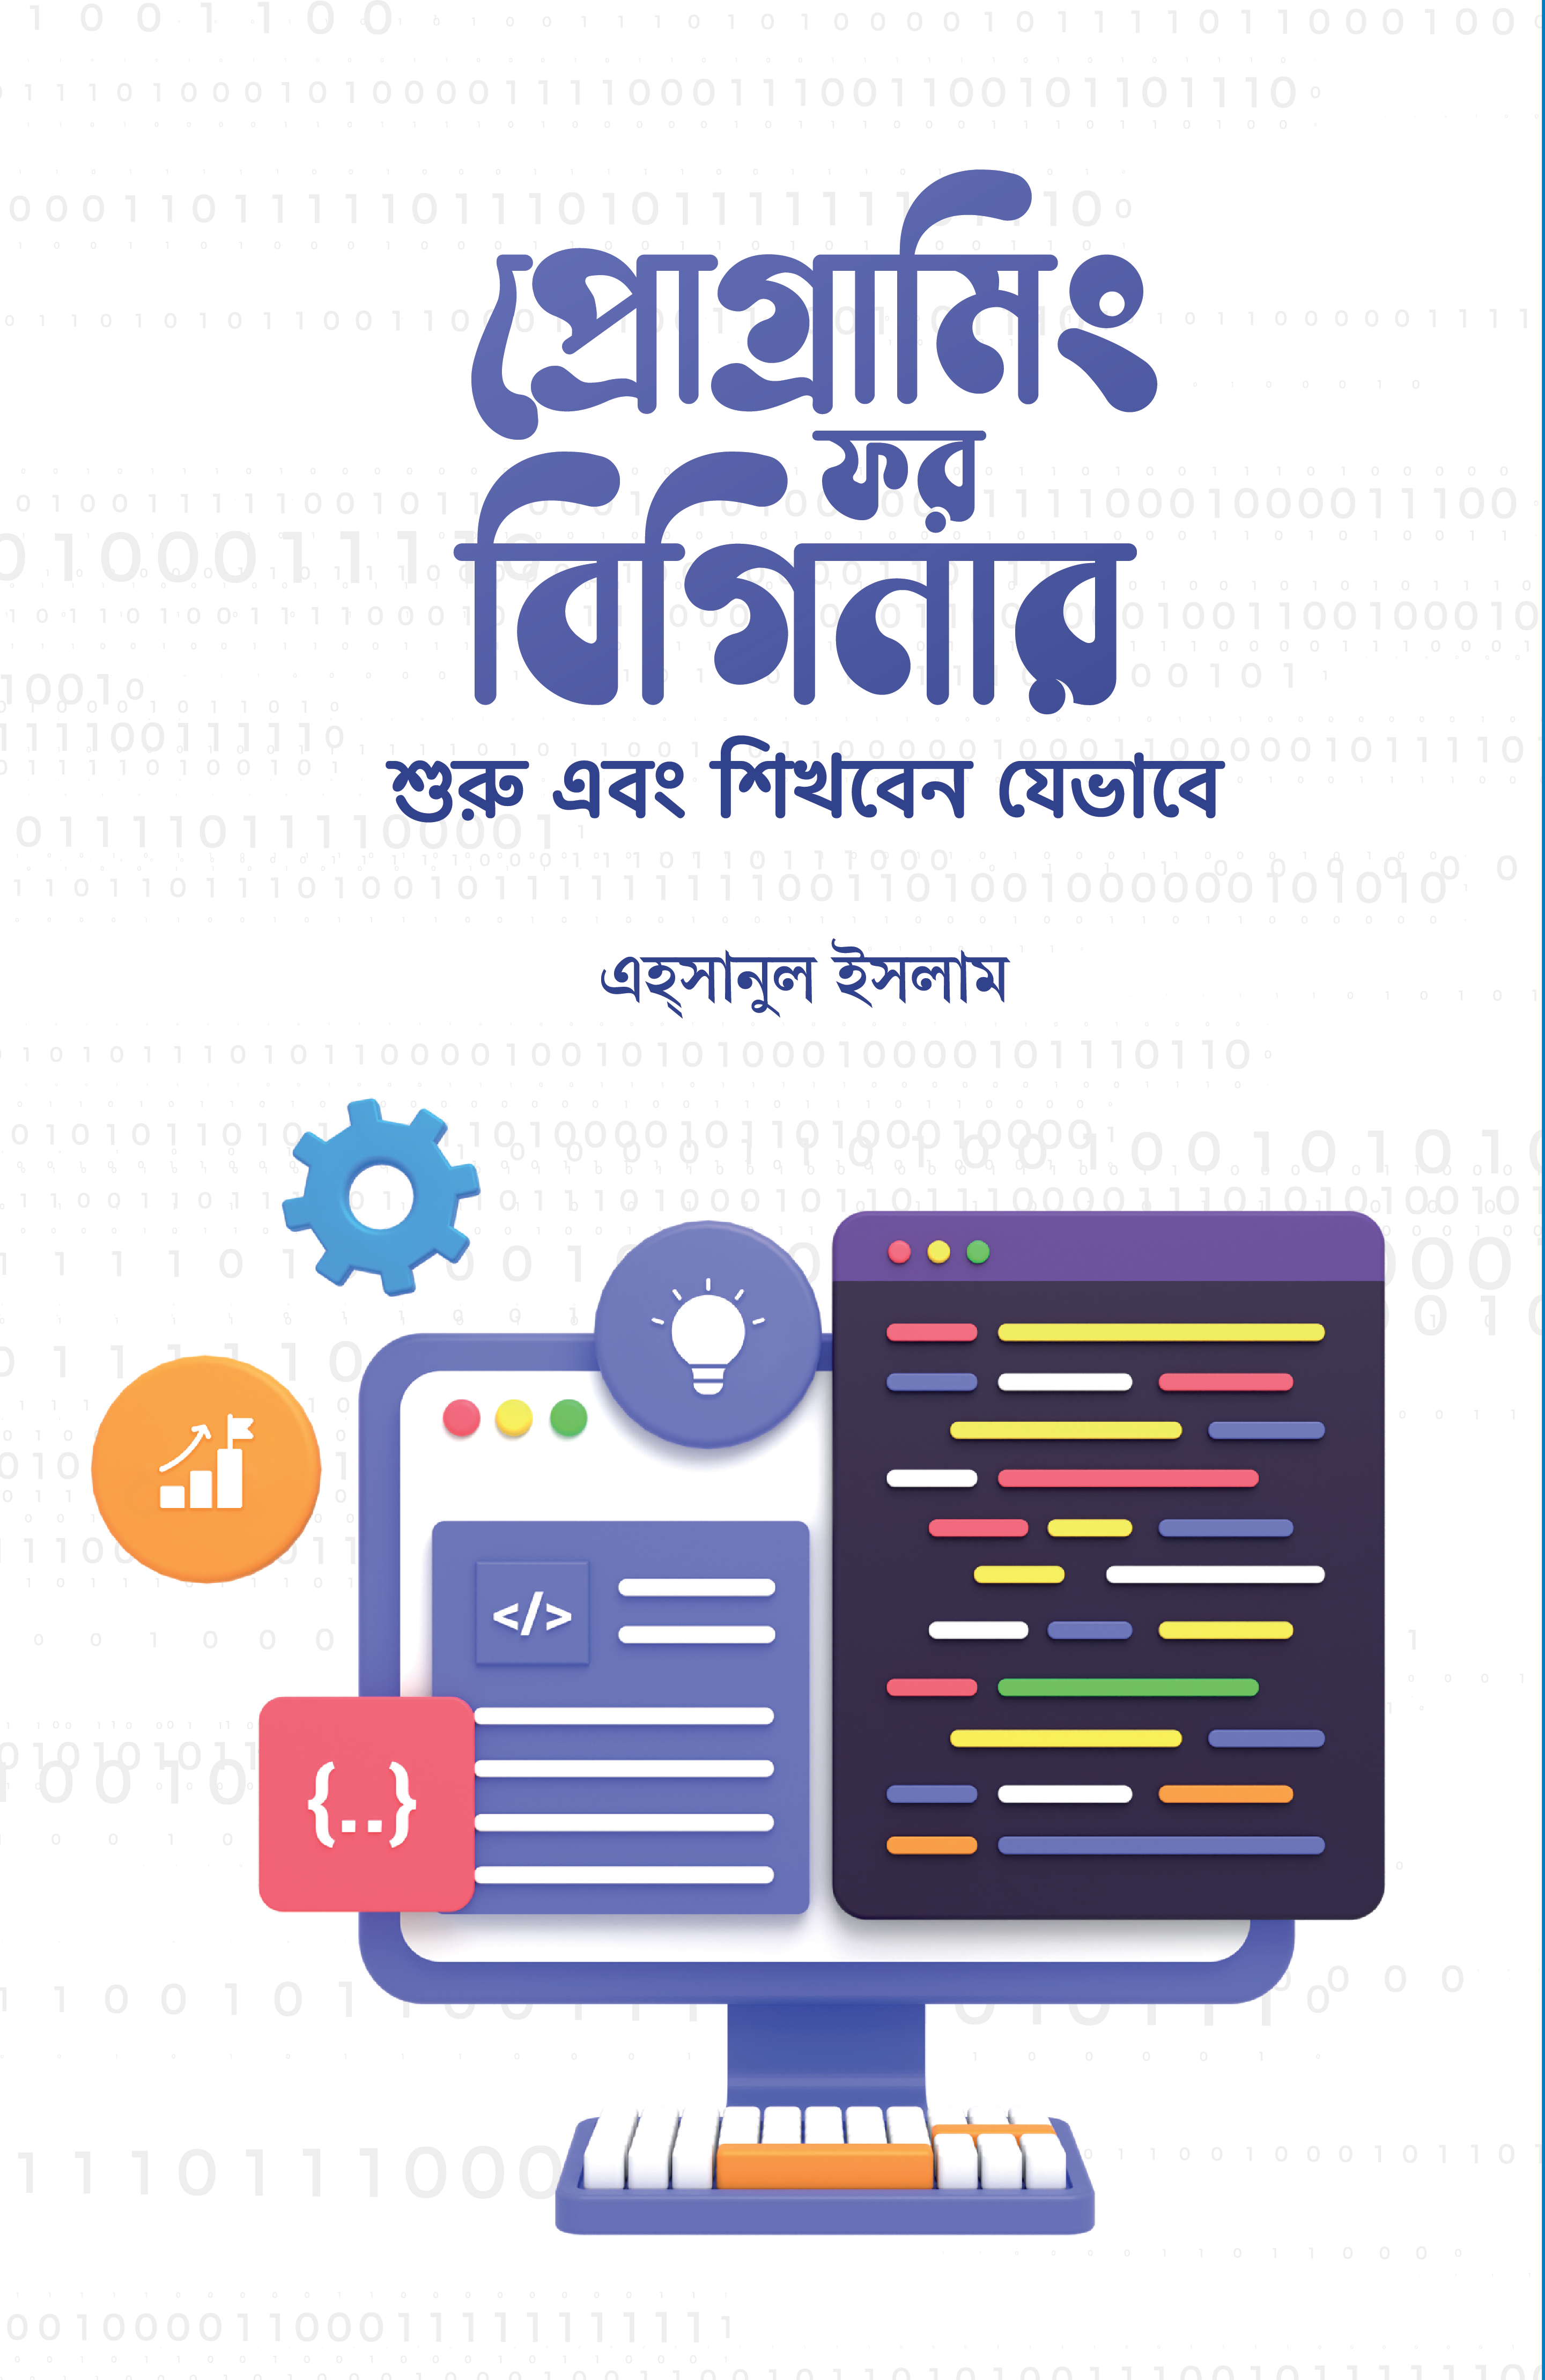 প্রোগ্রামিং
ফর
বিগিনার
শুরু এবং শিখবেন যেভাবে
এহ্সানুল ইসলাম
</>
{..}